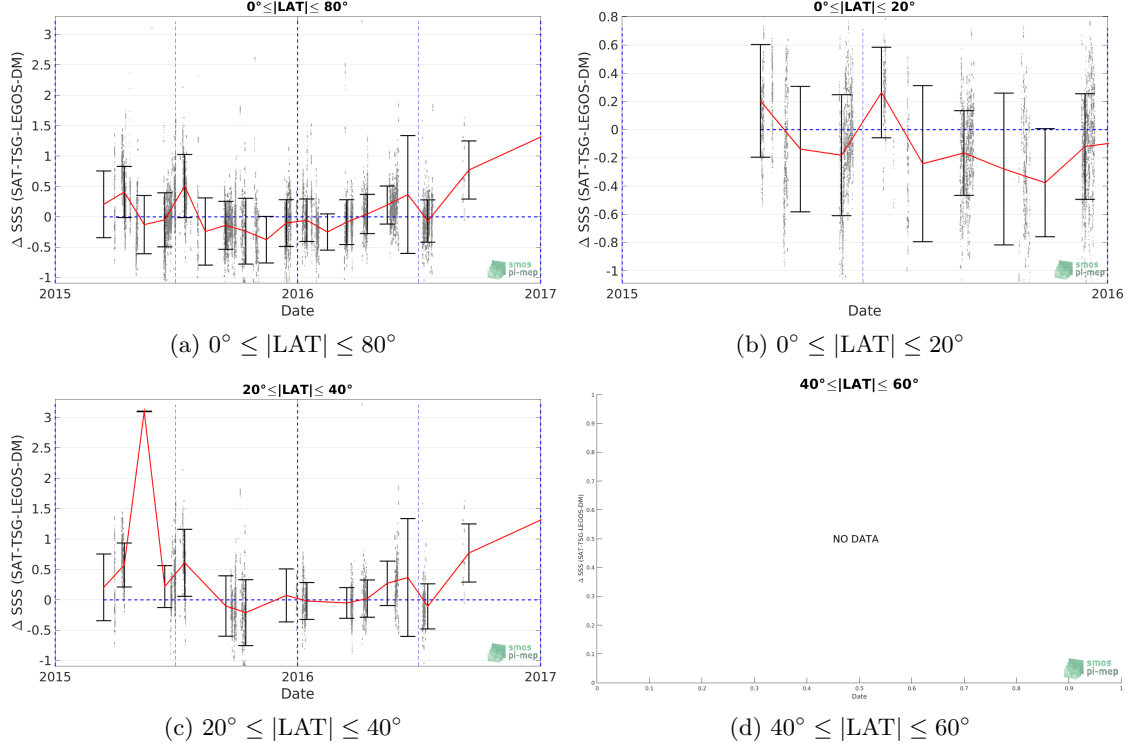 0°≤|LAT|≤ 80°
Δ SSS (SAT-TSG-LEGOS-DM)
3
2.5
2
1.5
1
0.5
0
-0.5
-1
2015
2016
2017
Date
smos
pi-mep
(a) 0° ≤ |LAT| ≤ 80°
0°≤|LAT|≤ 20°
Δ SSS (SAT-TSG-LEGOS-DM)
0.8
0.6
0.4
0.2
0
-0.2
-0.4
-0.6
-0.8
-1
2015
2016
Date
smos
pi-mep
(b) 0° ≤ |LAT| ≤ 20°
20°≤|LAT|≤ 40°
Δ SSS (SAT-TSG-LEGOS-DM)
3
2.5
2
1.5
1
0.5
0
-0.5
-1
2015
2016
2017
Date
smos
pi-mep
(c) 20° ≤ |LAT| ≤ 40°
40°≤|LAT|≤ 60°
Δ SSS (SAT-TSG-LEGOS-DM)
1
0.9
0.8
0.7
0.6
0.5
0.4
0.3
0.2
0.1
0
NO DATA
0 0.1 0.2 0.3 0.4 0.5 0.6 0.7 0.8 0.9 1
Date
smos
pi-mep
(d) 40° ≤ |LAT| ≤ 60°